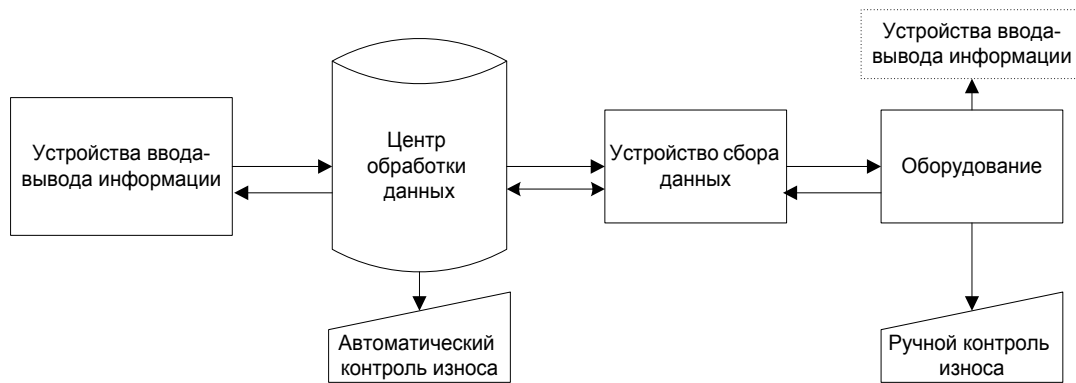 Устройства ввода-
вывода информации
Центр
обработки
данных
Устройство сбора
данных
Оборудование
Устройства ввода-
вывода информации
Автоматический
контроль износа
Ручной контроль
износа